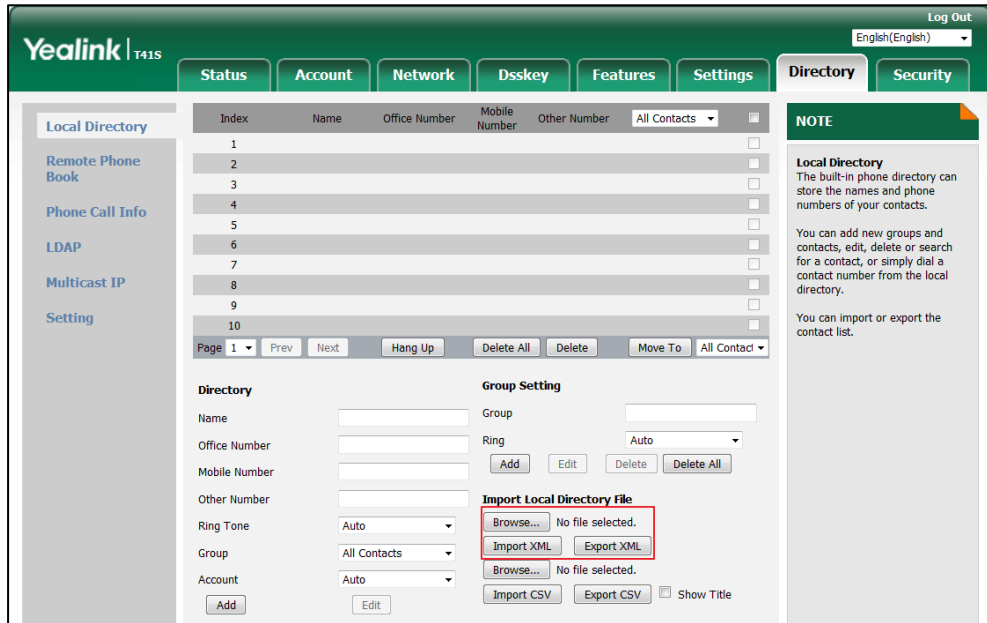 Log Out
Yealink T41S
English(English)
Status Account Network Dsskey Features Settings Directory Security
Local Directory
Remote Phone
Book
Phone Call Info
LDAP
Multicast IP
Setting
Index Name Office Number Mobile
Number Other Number All Contacts
1
2
3
4
5
6
7
8
9
10
Page 1 Prev Next Hang Up Delete All Delete Move To All Contact
Directory
Name
Office Number
Mobile Number
Other Number
Ring Tone Auto
Group All Contacts
Account Auto
Add Edit
Group Setting
Group
Ring Auto
Add Edit Delete Delete All
Import Local Directory File
Browse... No file selected.
Import XML Export XML
Browse... No file selected.
Import CSV Export CSV Show Title
NOTE
Local Directory
The built-in phone directory can
store the names and phone
numbers of your contacts.
You can add new groups and
contacts, edit, delete or search
for a contact, or simply dial a
contact number from the local
directory.
You can import or export the
contact list.